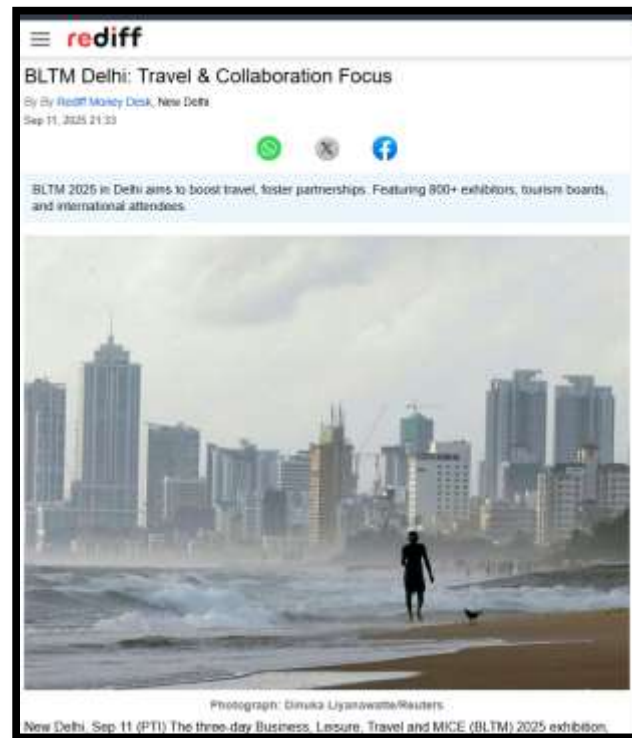 rediff
BLTM Delhi: Travel & Collaboration Focus
By By Rediff Money Desk, New Delhi
Sep 11, 2025 21:33
BLTM 2025 in Delhi aims to boost travel, foster partnerships. Featuring 800+ exhibitors, tourism boards,
and international attendees.
Photograph: Dinuka Liyanawatte/Reuters
New Delhi, Sep 11 (PTI) The three-day Business, Leisure, Travel and MICE (BLTM) 2025 exhibition,